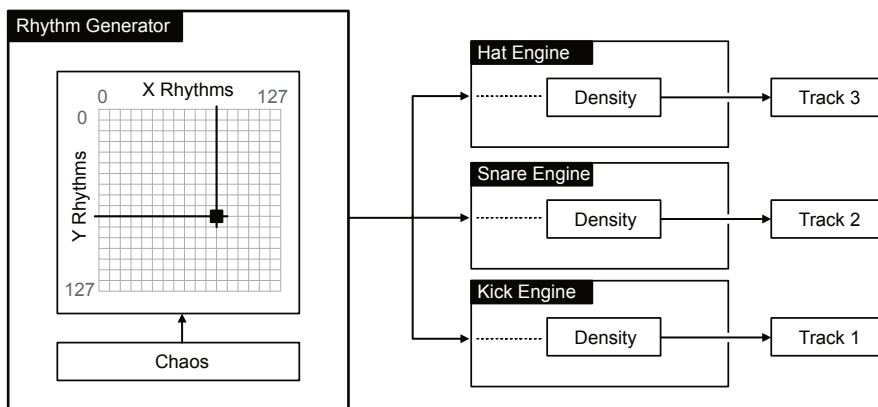 Rhythm Generator
X Rhythms
0
127
0
Y Rhythms
127
Chaos
Hat Engine
Density
Track 3
Snare Engine
Density
Track 2
Kick Engine
Density
Track 1